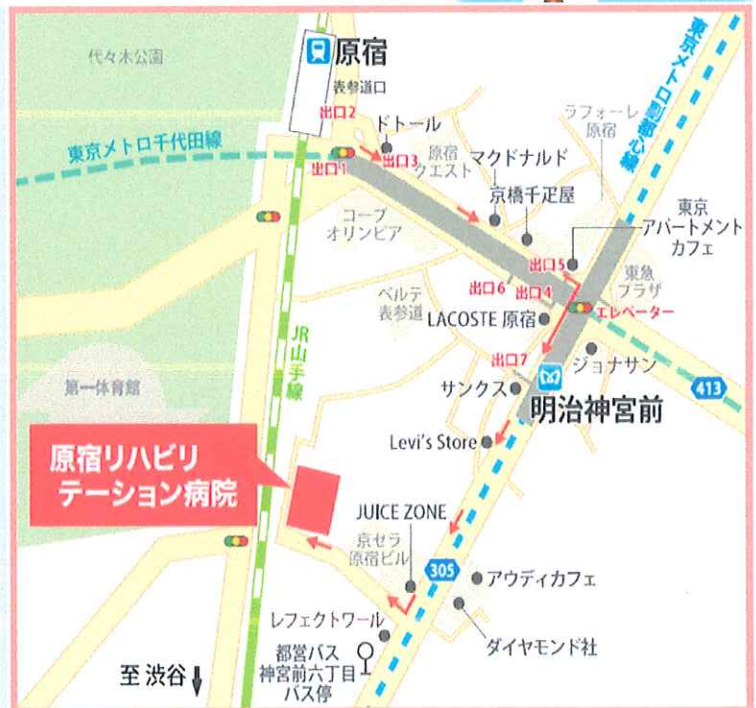 代々木公園
原宿
表参道口
出口2
東京メトロ千代田線
出口1
出口3
ドトール
原宿
クエスト
マクドナルド
京橋千疋屋
ラフォーレ
原宿
東京メトロ副都心線
コープ
オリンピア
東京
アパートメント
カフェ
出口5
出口6
出口4
東急
プラザ
エレベーター
ベルテ
表参道
LACOSTE 原宿
出口7
ジョナサン
サンクス
明治神宮前
413
JR山手線
第一体育館
Levi's Store
原宿リハビリ
テーション病院
JUICE ZONE
京セラ
原宿ビル
305
アウディカフェ
レフェクトワール
ダイヤモンド社
都営バス
神宮前六丁目
バス停
至 渋谷